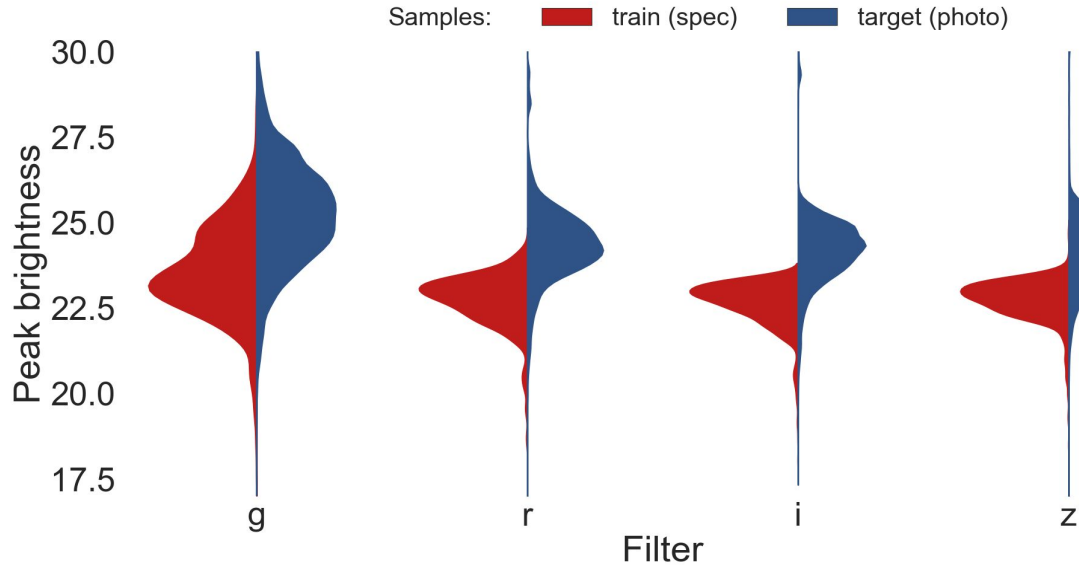 Samples: train (spec) target (photo)
30.0
27.5
25.0
22.5
20.0
17.5
Peak brightness
g r i z
Filter